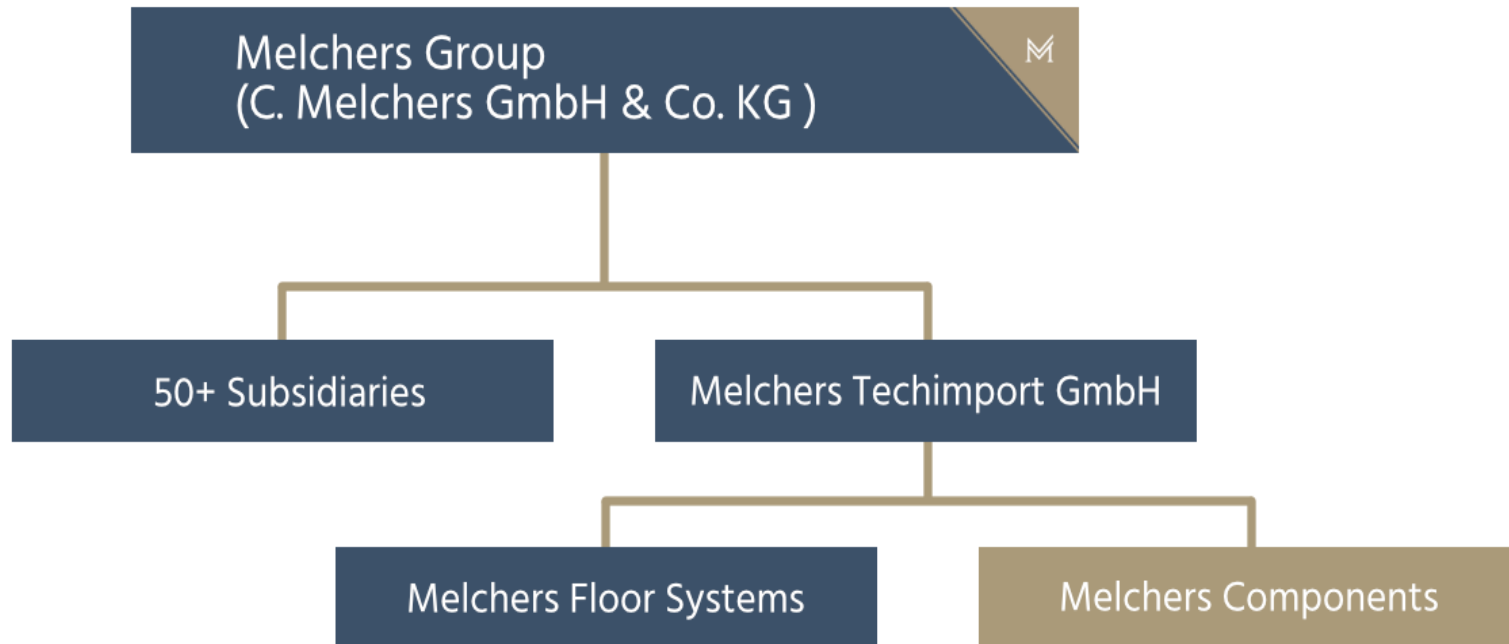 Melchers Group
(C. Melchers GmbH & Co. KG )
50+ Subsidiaries
Melchers Techimport GmbH
Melchers Floor Systems
Melchers Components